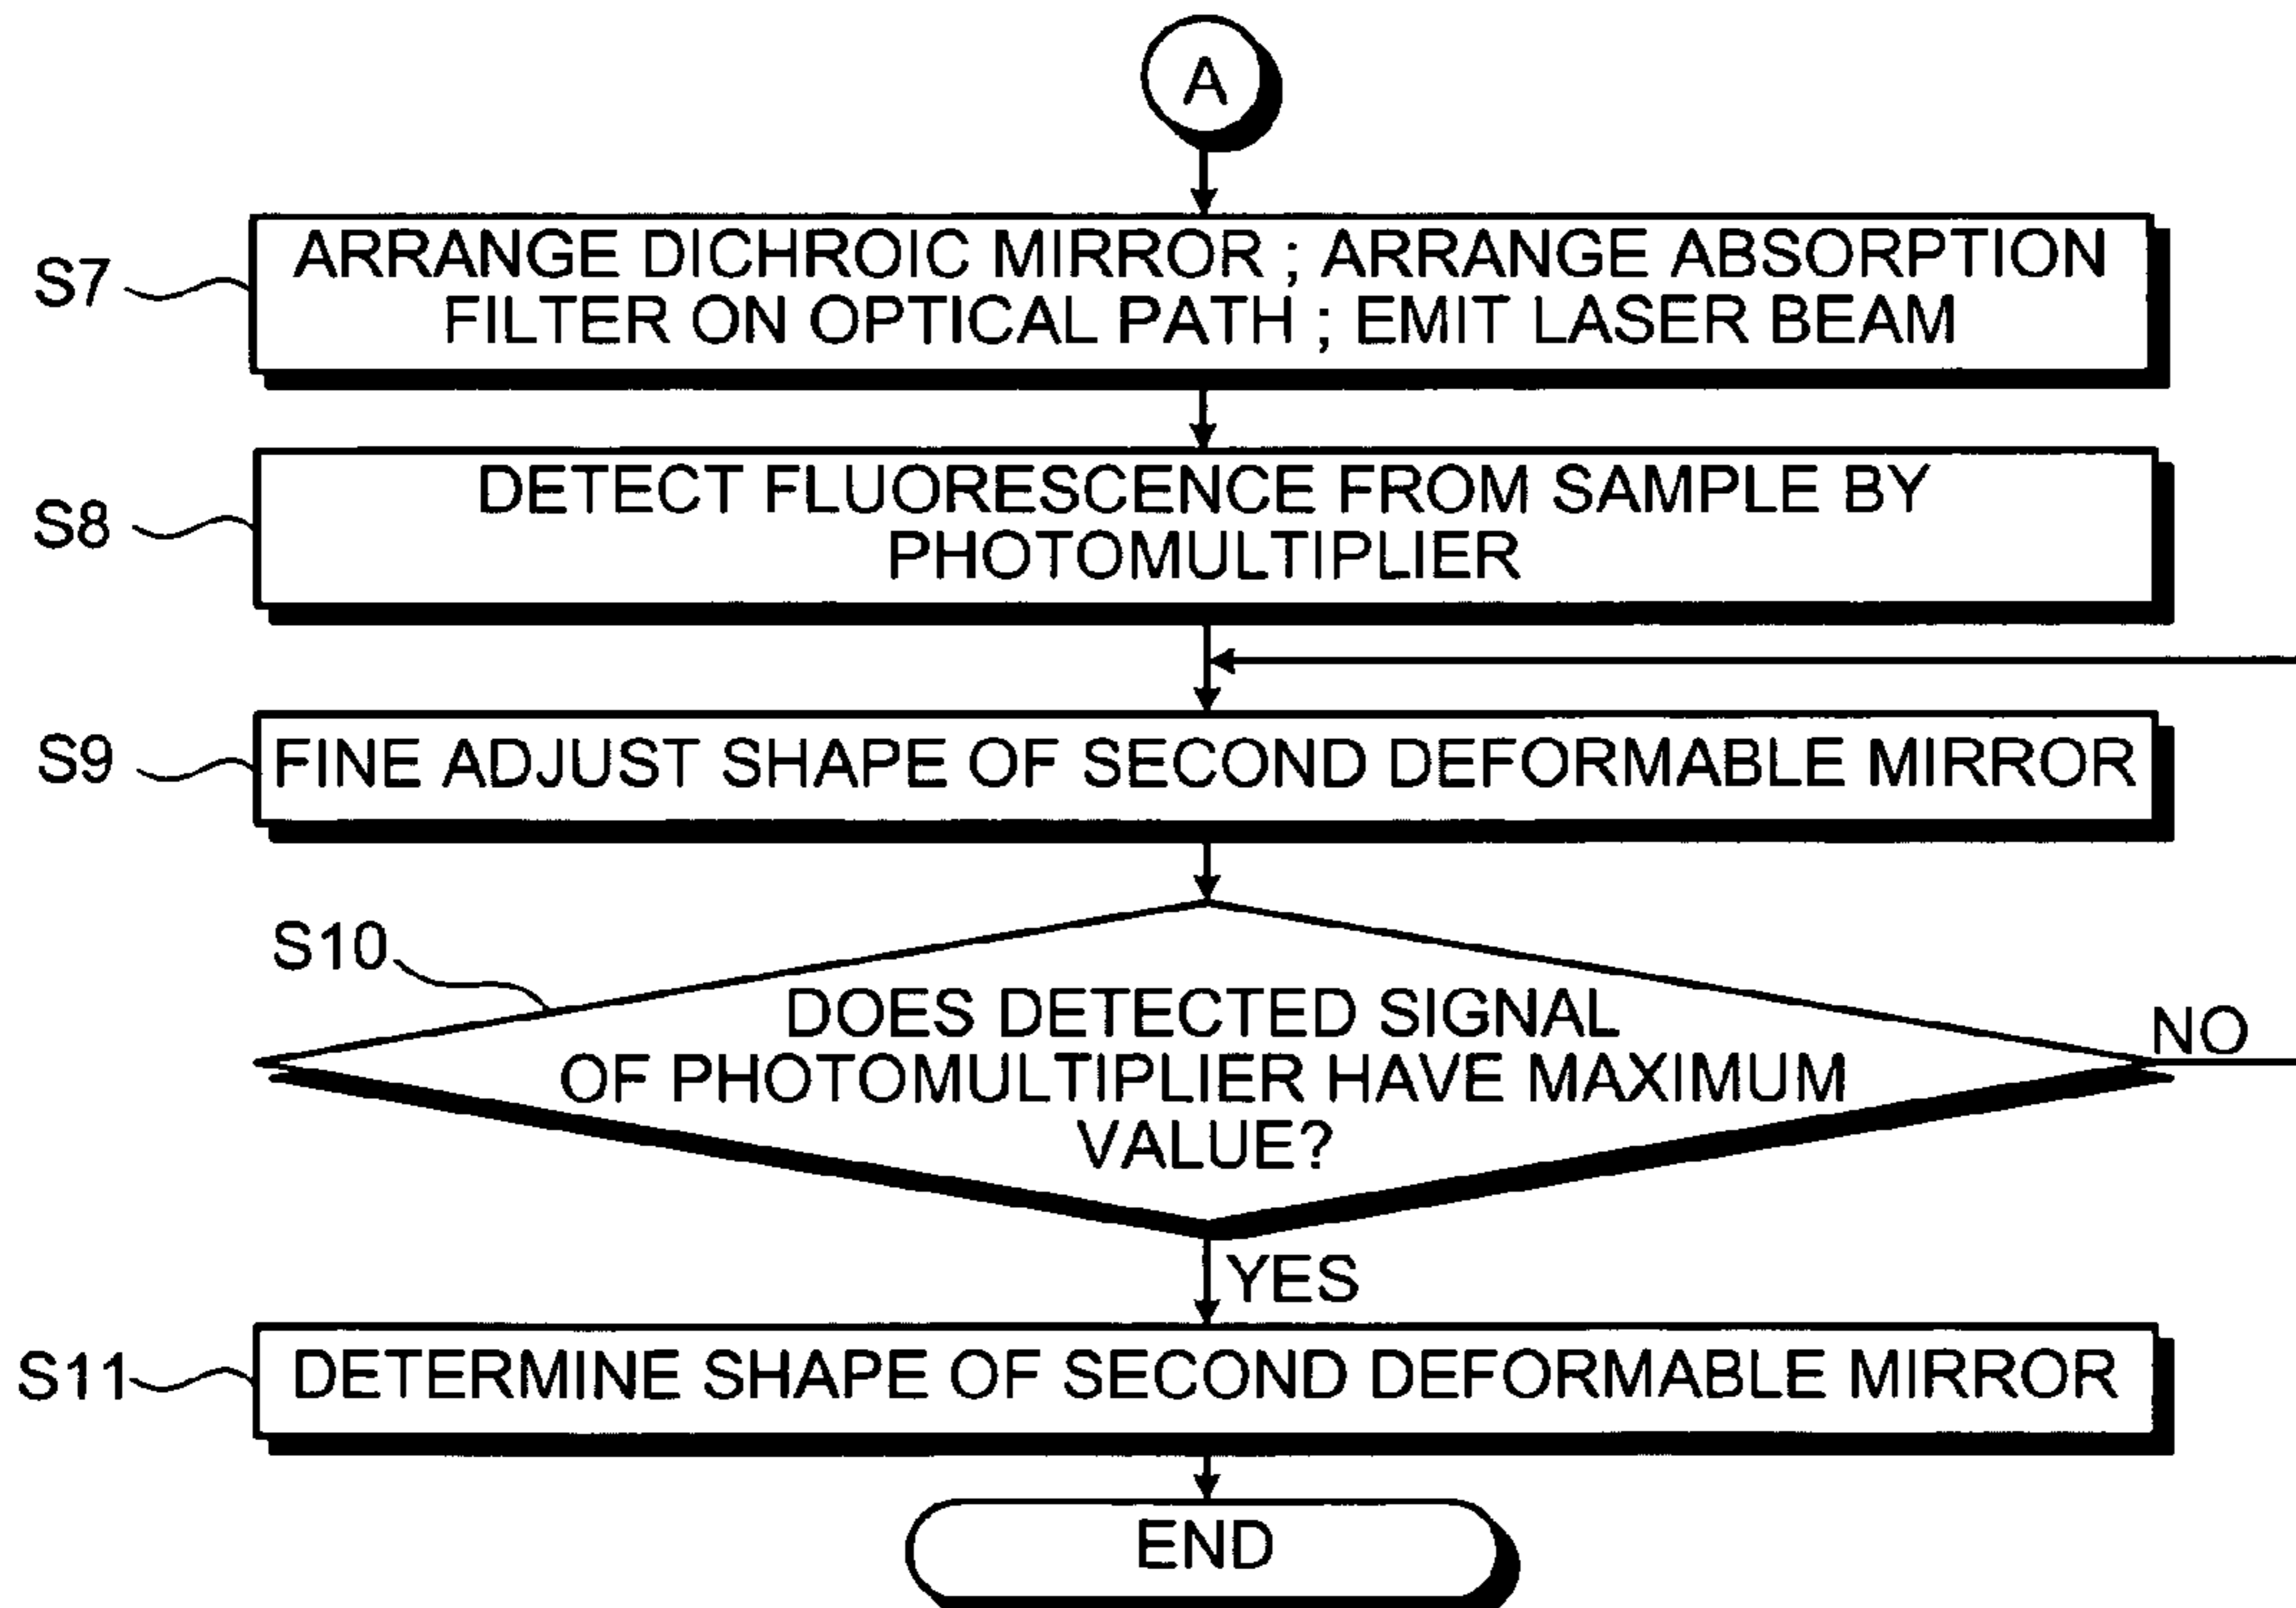 A
S7
ARRANGE DICHROIC MIRROR ; ARRANGE ABSORPTION
FILTER ON OPTICAL PATH ; EMIT LASER BEAM
S8
DETECT FLUORESCENCE FROM SAMPLE BY
PHOTOMULTIPLIER
S9
FINE ADJUST SHAPE OF SECOND DEFORMABLE MIRROR
S10
DOES DETECTED SIGNAL
OF PHOTOMULTIPLIER HAVE MAXIMUM
VALUE?
NO
YES
S11
DETERMINE SHAPE OF SECOND DEFORMABLE MIRROR
END